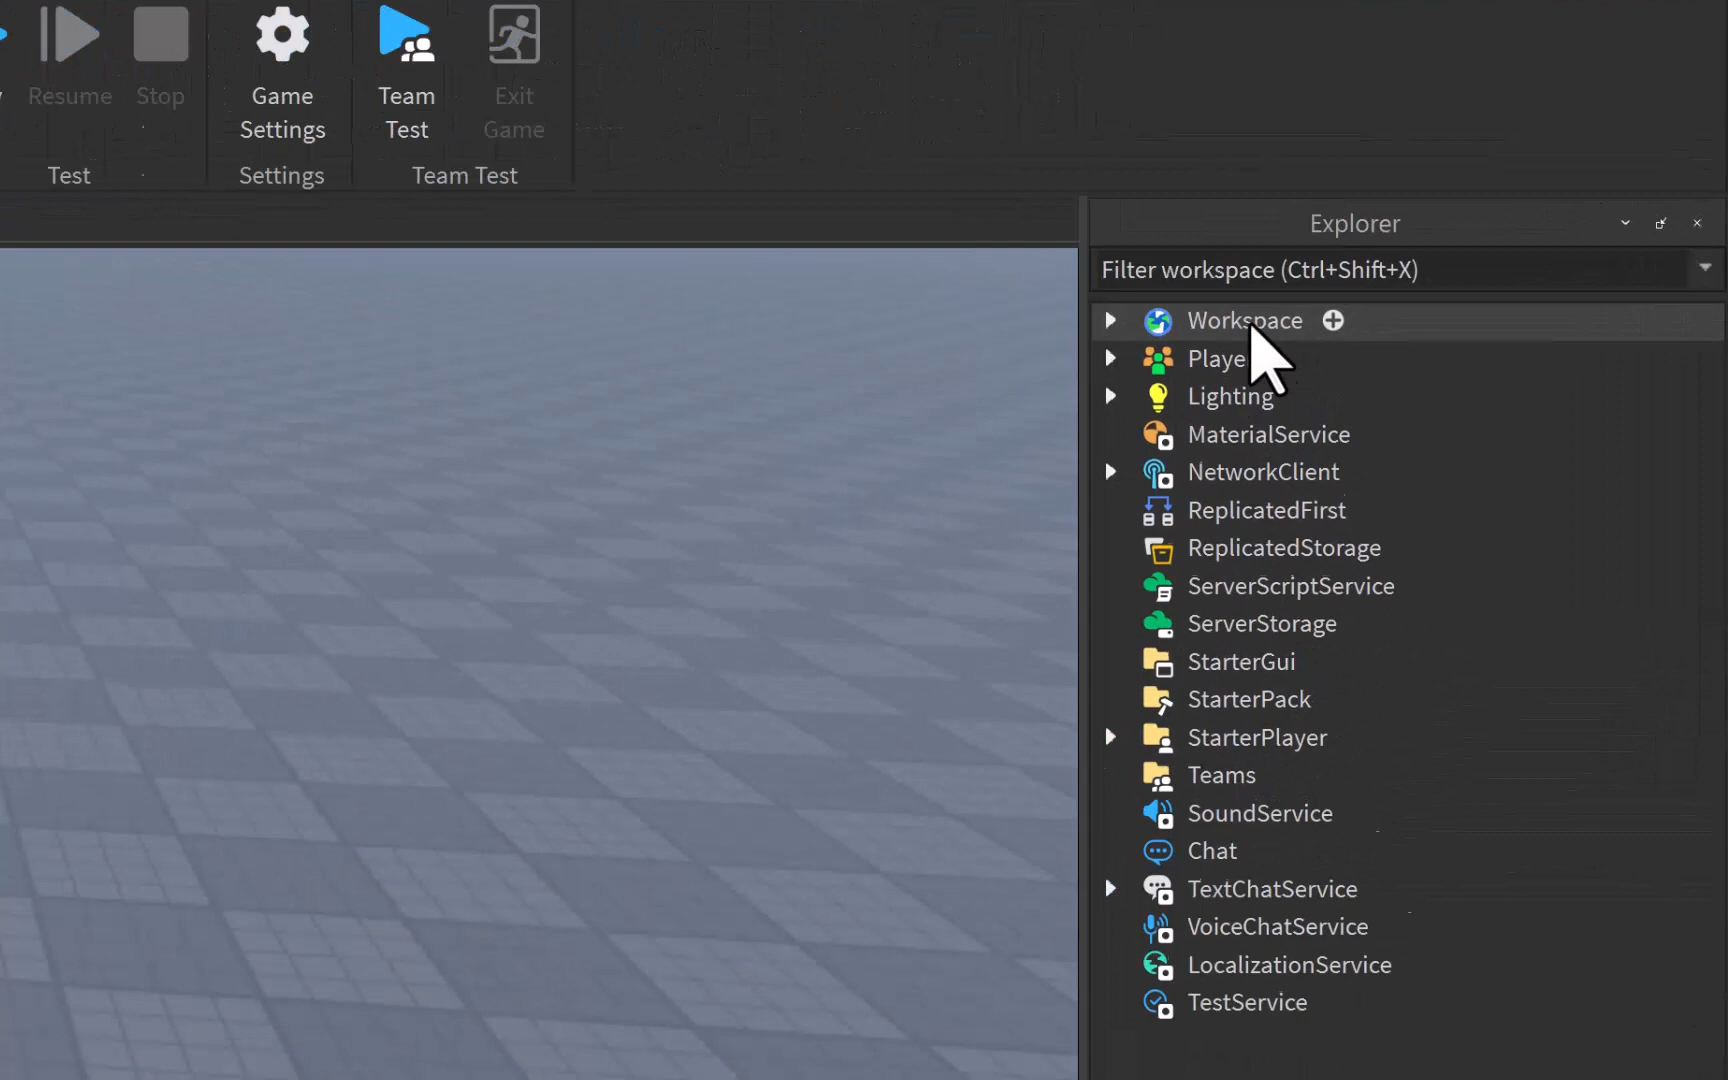 Resume Stop
Game Settings
Team Test
Exit Game
Test
Settings
Team Test
Explorer
Filter workspace (Ctrl+Shift+X)
Workspace
Playe
Lighting
MaterialService
NetworkClient
ReplicatedFirst
ReplicatedStorage
ServerScriptService
ServerStorage
StarterGui
StarterPack
StarterPlayer
Teams
SoundService
Chat
TextChatService
VoiceChatService
LocalizationService
TestService